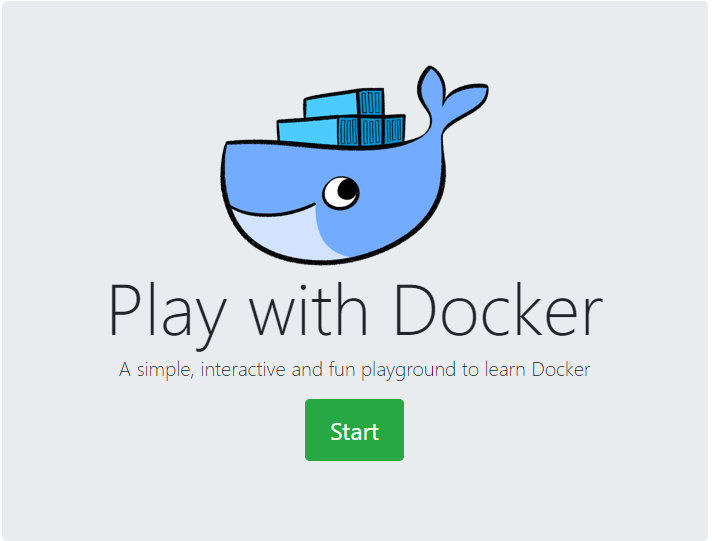 Play with Docker
A simple, interactive and fun playground to learn Docker
Start